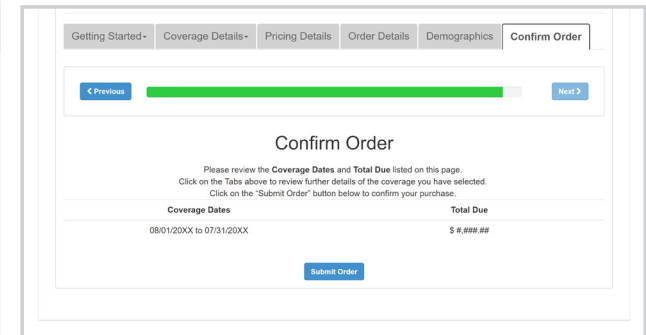 Getting Started
Coverage Details
Pricing Details
Order Details
Demographics
Confirm Order
Previous
Next
Confirm Order
Please review the Coverage Dates and Total Due listed on this page.
Click on the Tabs above to review further details of the coverage you have selected.
Click on the "Submit Order" button below to confirm your purchase.
Coverage Dates Total Due
08/01/20XX to 07/31/20XX $ #,###.##
Submit Order